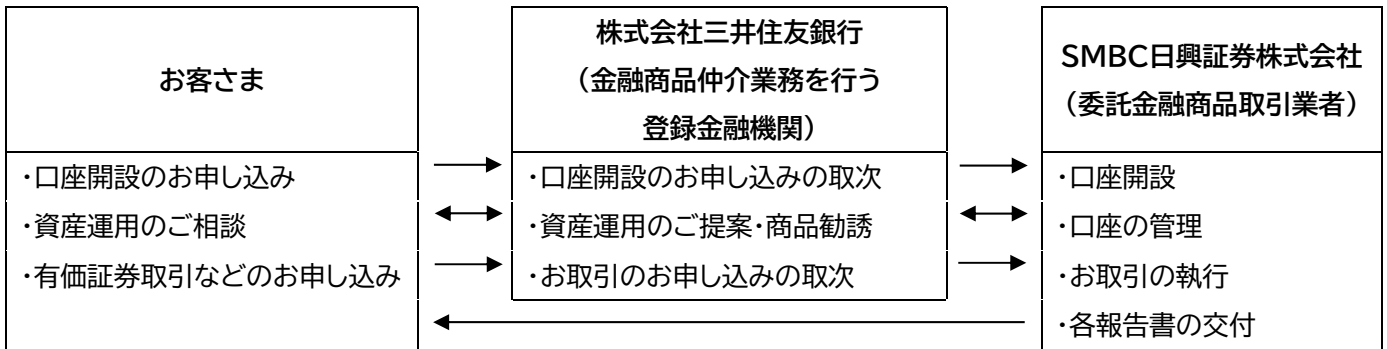 お客さま
株式会社三井住友銀行
（金融商品仲介業務を行う
登録金融機関）
SMBC日興証券株式会社
（委託金融商品取引業者）
・口座開設のお申し込み
・口座開設のお申し込みの取次
・口座開設
・資産運用のご相談
・資産運用のご提案・商品勧誘
・口座の管理
・有価証券取引などのお申し込み
・お取引のお申し込みの取次
・お取引の執行
・各報告書の交付